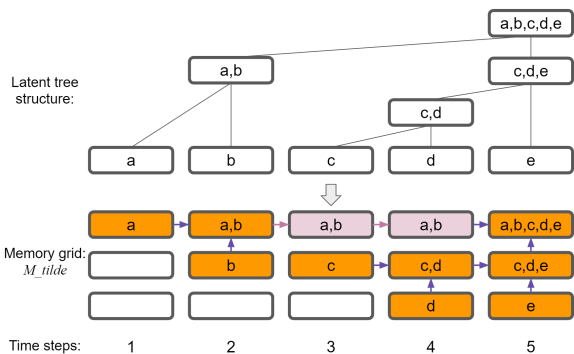 a,b,c,d,e
a,b
c,d,e
Latent tree
structure:
c,d
a
b
c
d
e
a
a,b
a,b
a,b
a,b,c,d,e
Memory grid:
M_tilde
b
c
c,d
c,d,e
d
e
Time steps:
1
2
3
4
5